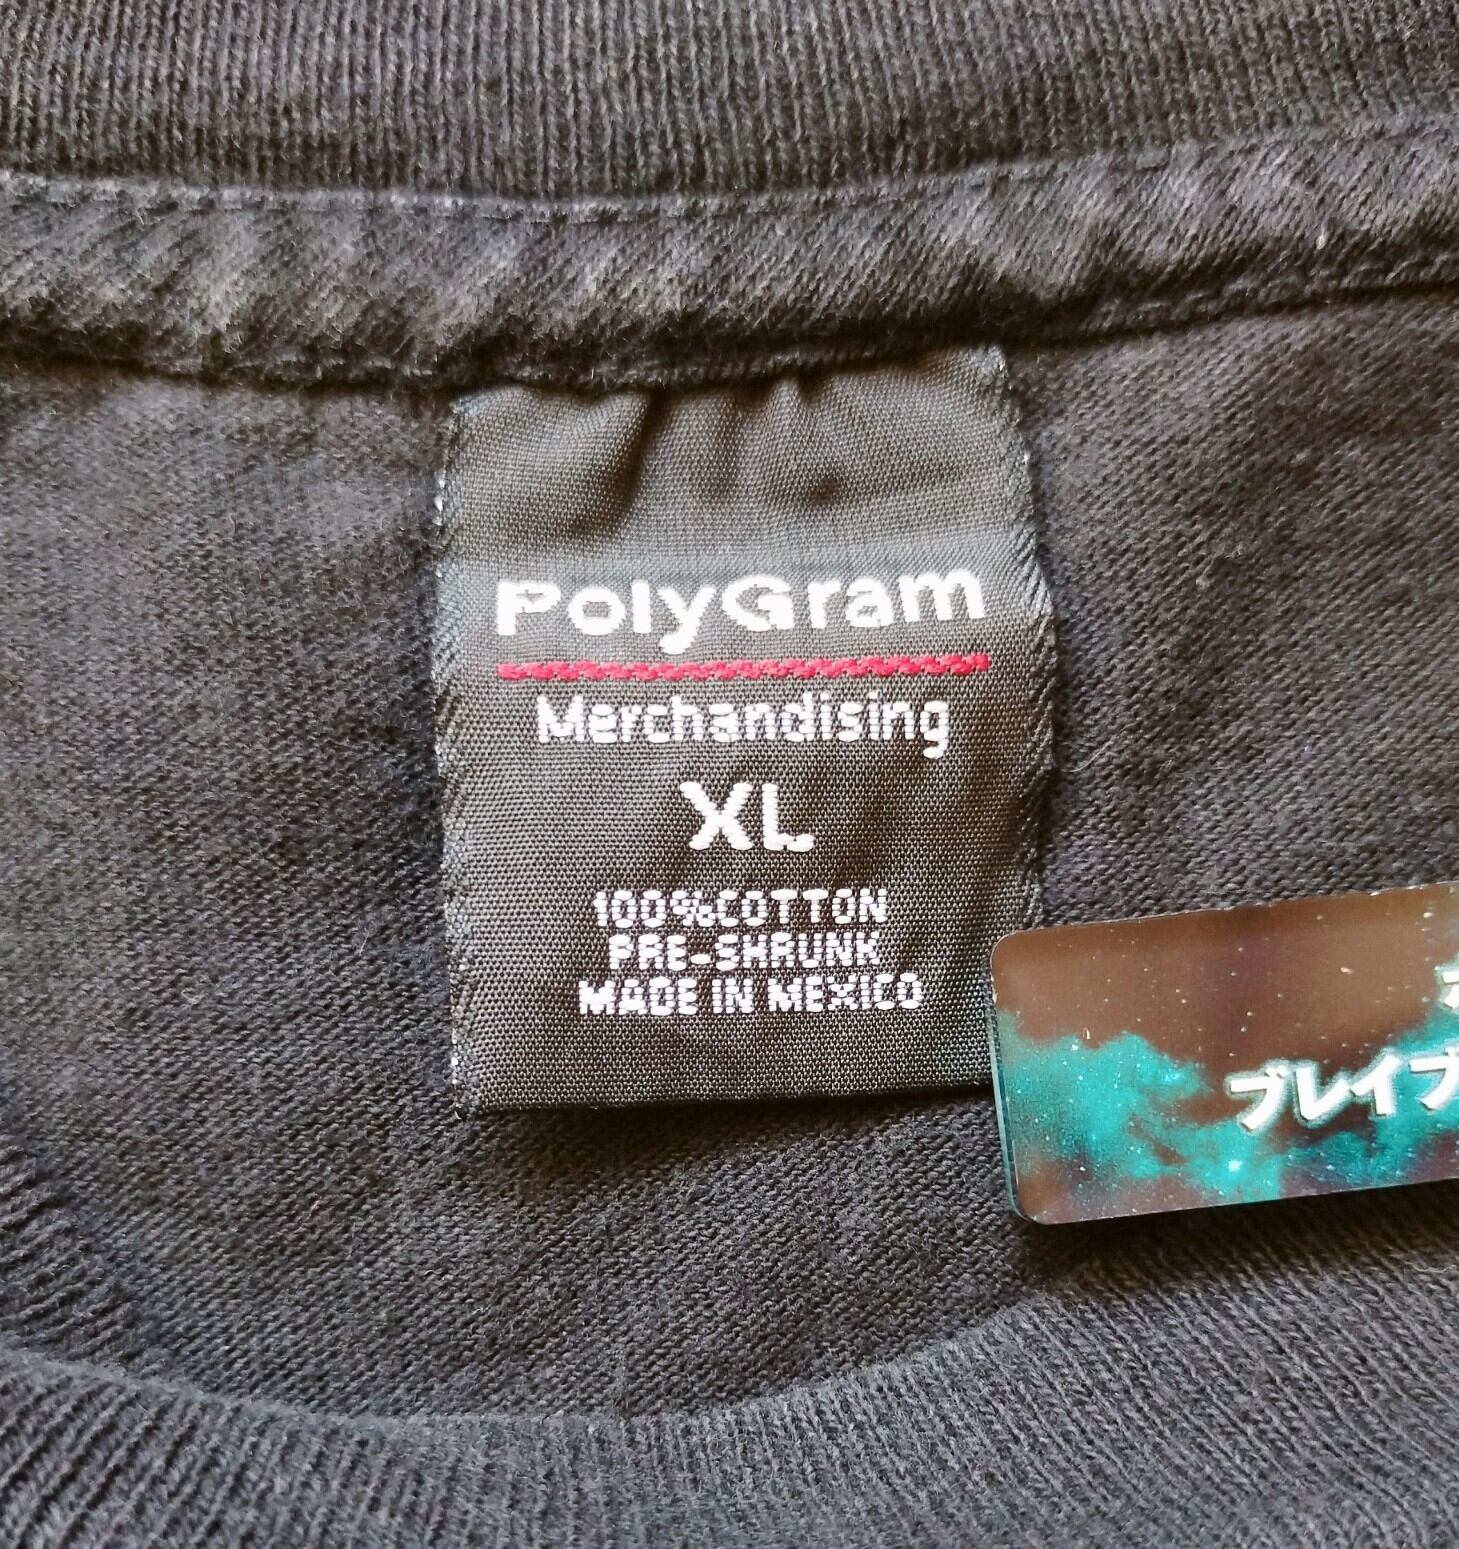 PolyGram
Merchandising
XL
100%COTTON
PRE-SHRUNK
MADE IN MEXICO
ブレイブ